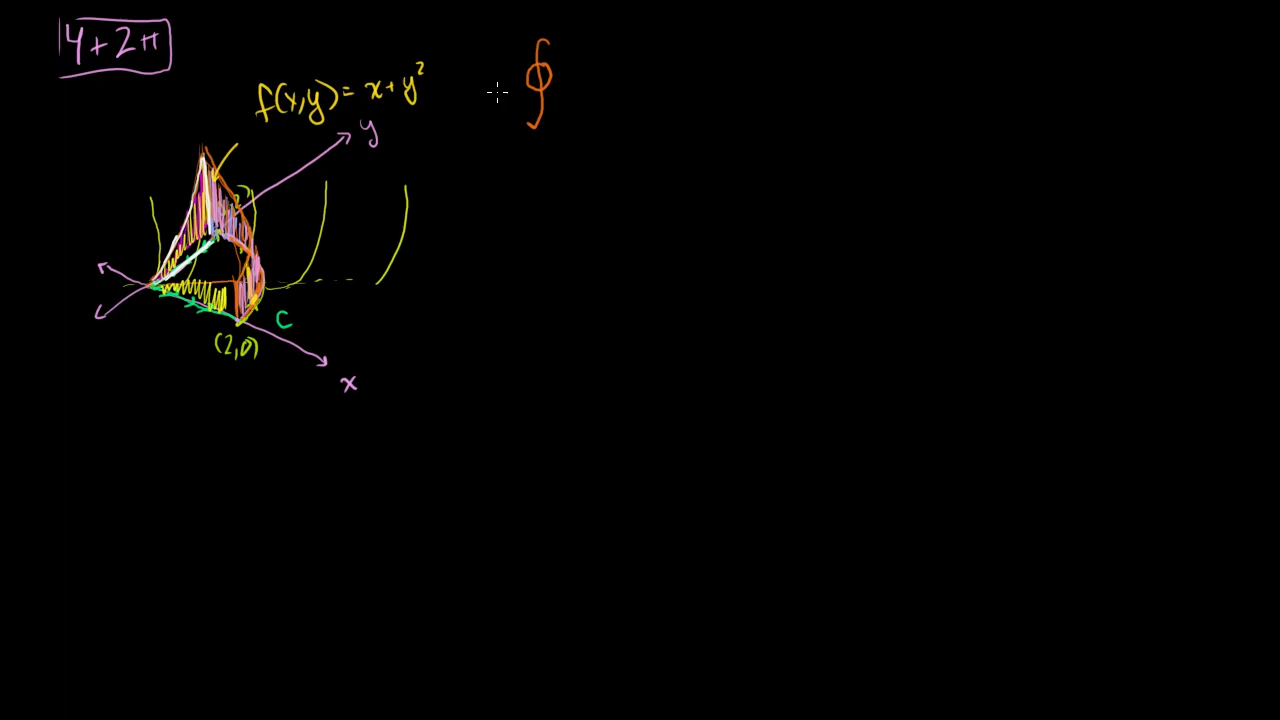 4+2π
f(x,y) = x+y²
∮
y
C
(2,0)
x